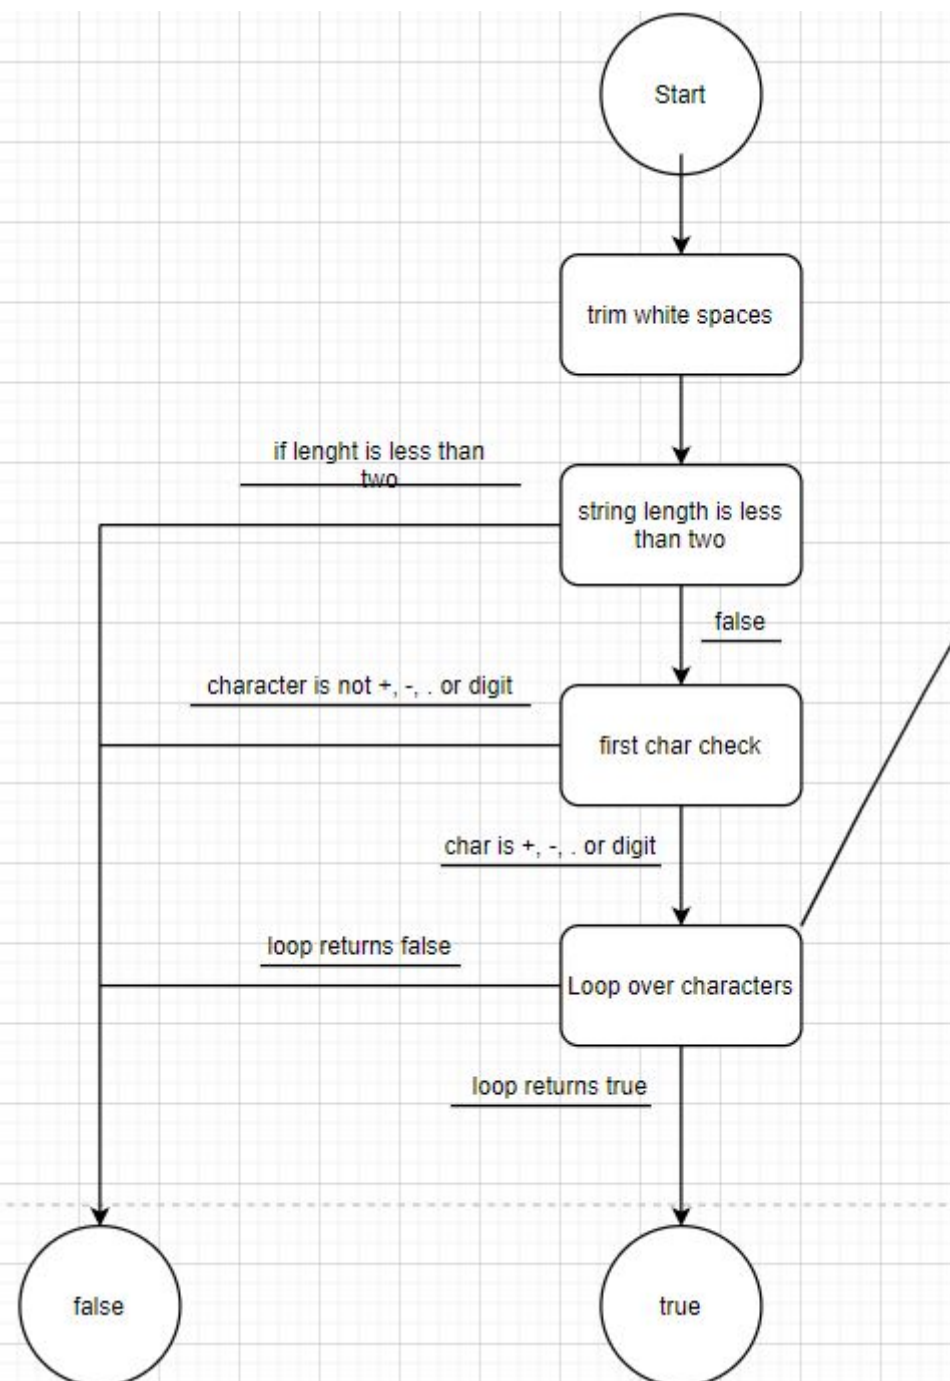 Start
trim white spaces
if lenght is less than
two
string length is less
than two
false
character is not +, -, . or digit
first char check
char is +, -, . or digit
loop returns false
Loop over characters
loop returns true
false
true